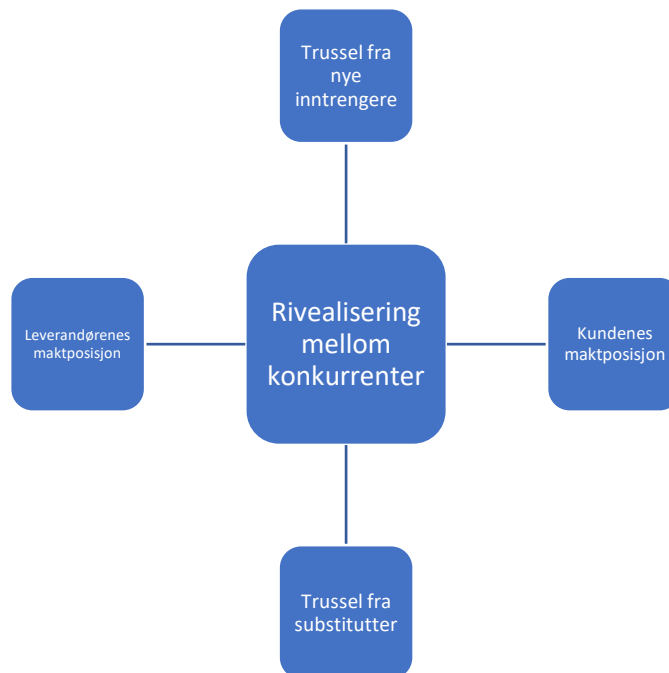 Trussel fra
nye
inntrengere
Leverandørenes
maktposisjon
Rivealisering
mellom
konkurrenter
Kundenes
maktposisjon
Trussel fra
substitutter